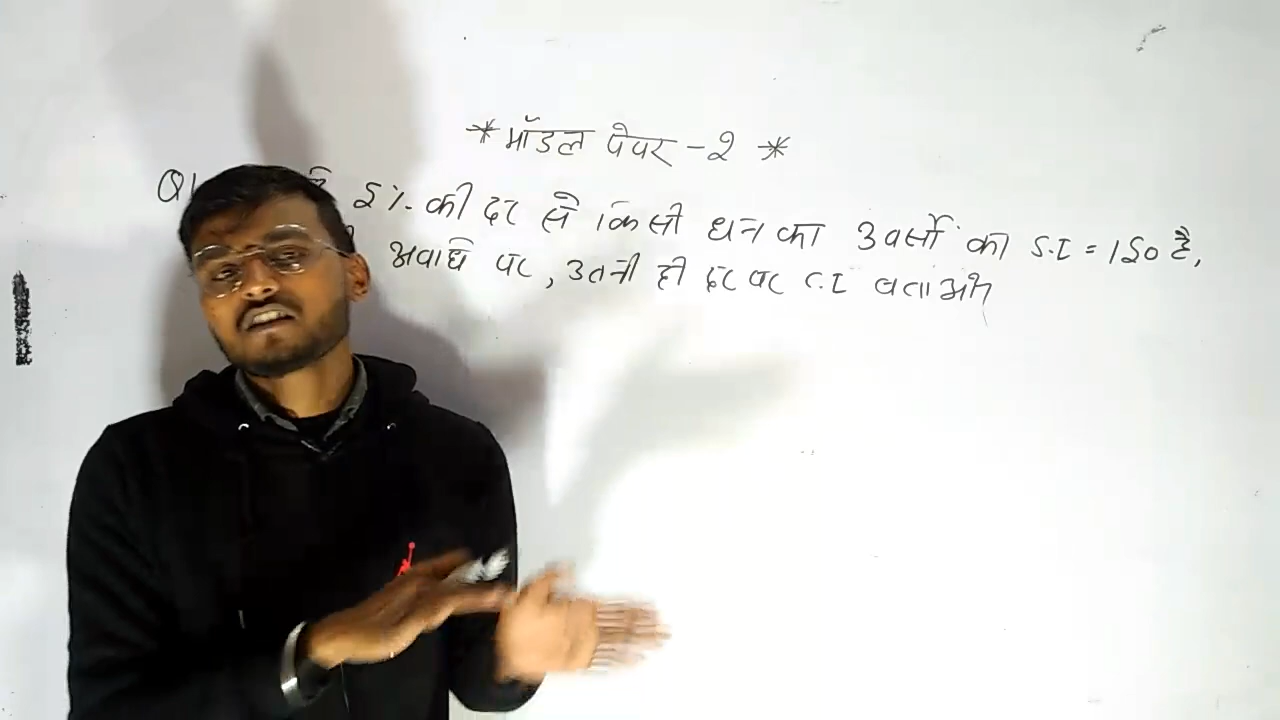 * मॉडल पेपर - 2 *
Q1 5% की दर से किसी धन का 3 वर्सों का S.I = 150 है,
अवधि पर, उतनी ही दर पर C.I बताओ